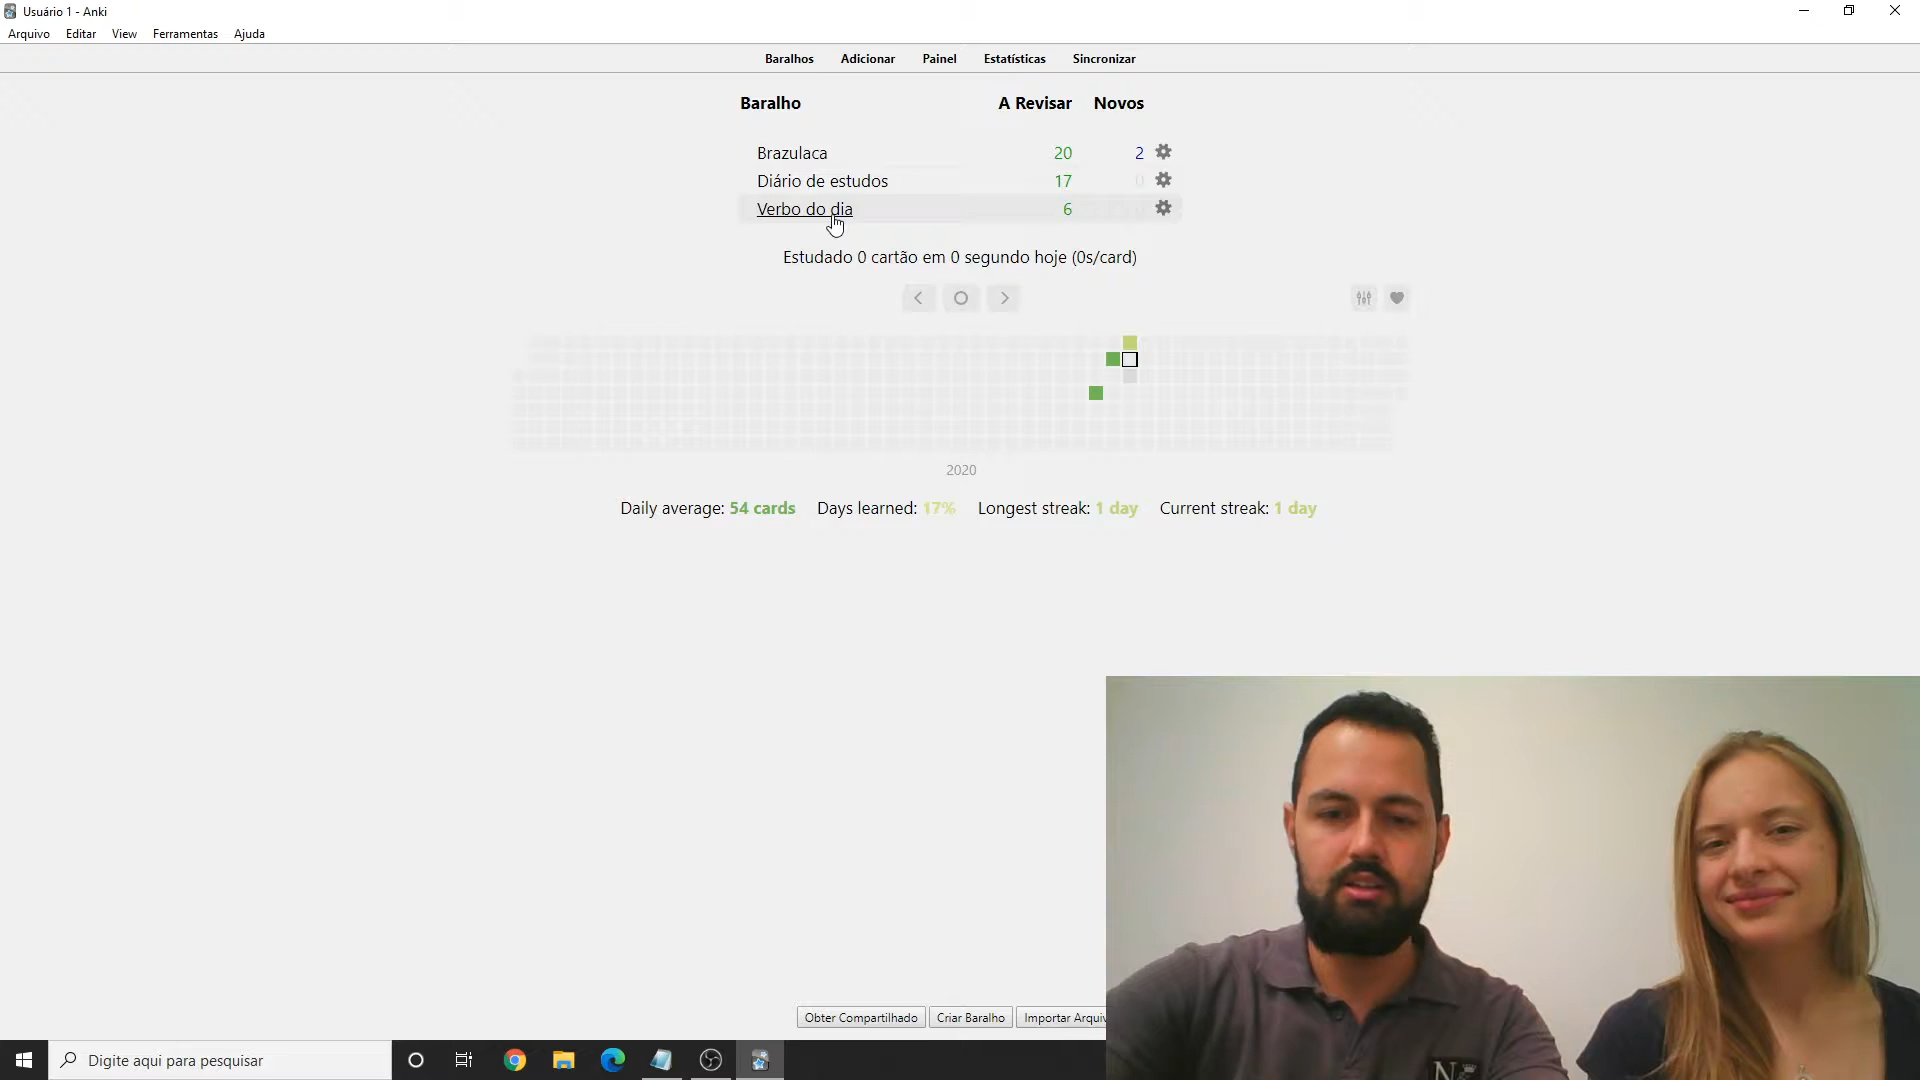 Usuário 1 - Anki
Arquivo Editar View Ferramentas Ajuda
Baralhos Adicionar Painel Estatísticas Sincronizar
Baralho A Revisar Novos
Brazulaca 20 2
Diário de estudos 17 0
Verbo do dia 6
Estudado 0 cartão em 0 segundo hoje (0s/card)
2020
Daily average: 54 cards Days learned: 17% Longest streak: 1 day Current streak: 1 day
Obter Compartilhado Criar Baralho Importar
Digite aqui para pesquisar
N